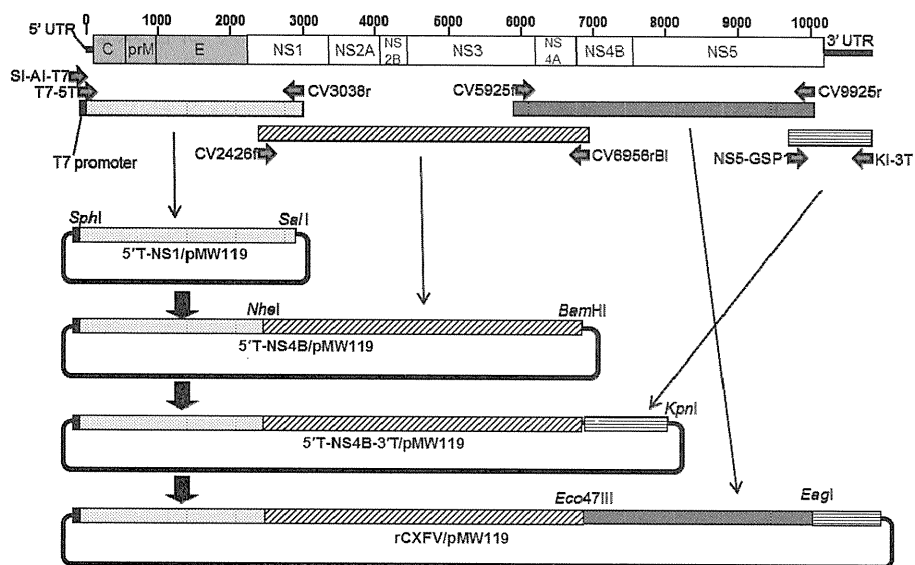 0 1000 2000 3000 4000 5000 6000 7000 8000 9000 10000
5' UTR
3' UTR
C prM E NS1 NS2A NS 2B NS3 NS 4A NS4B NS5
SI-AI-T7
T7-5T
CV3038r
CV5925f
CV9925r
T7 promoter
CV2426f
CV6956rBI
NS5-GSP1
KI-3T
SphI
SalI
5'T-NS1/pMW119
NheI
BamHI
5'T-NS4B/pMW119
KpnI
5'T-NS4B-3'T/pMW119
Eco47III
EagI
rCXFV/pMW119